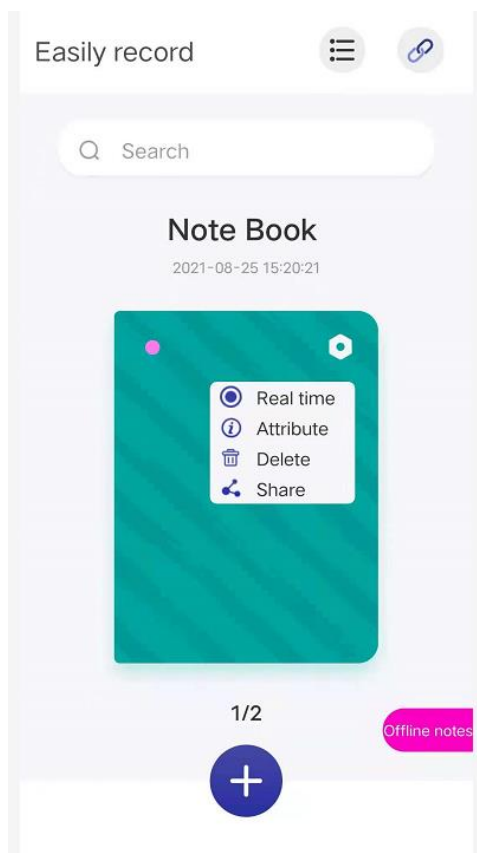 Easily record
Search
Note Book
2021-08-25 15:20:21
Real time
Attribute
Delete
Share
1/2
Offline notes